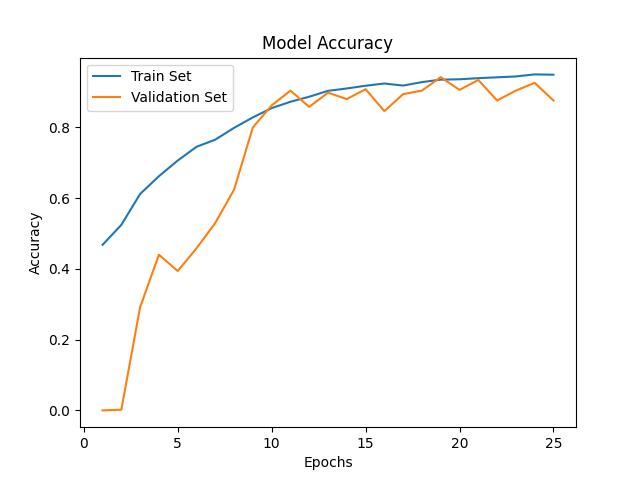 Model Accuracy
Train Set
Validation Set
Accuracy
0.8
0.6
0.4
0.2
0.0
0 5 10 15 20 25
Epochs